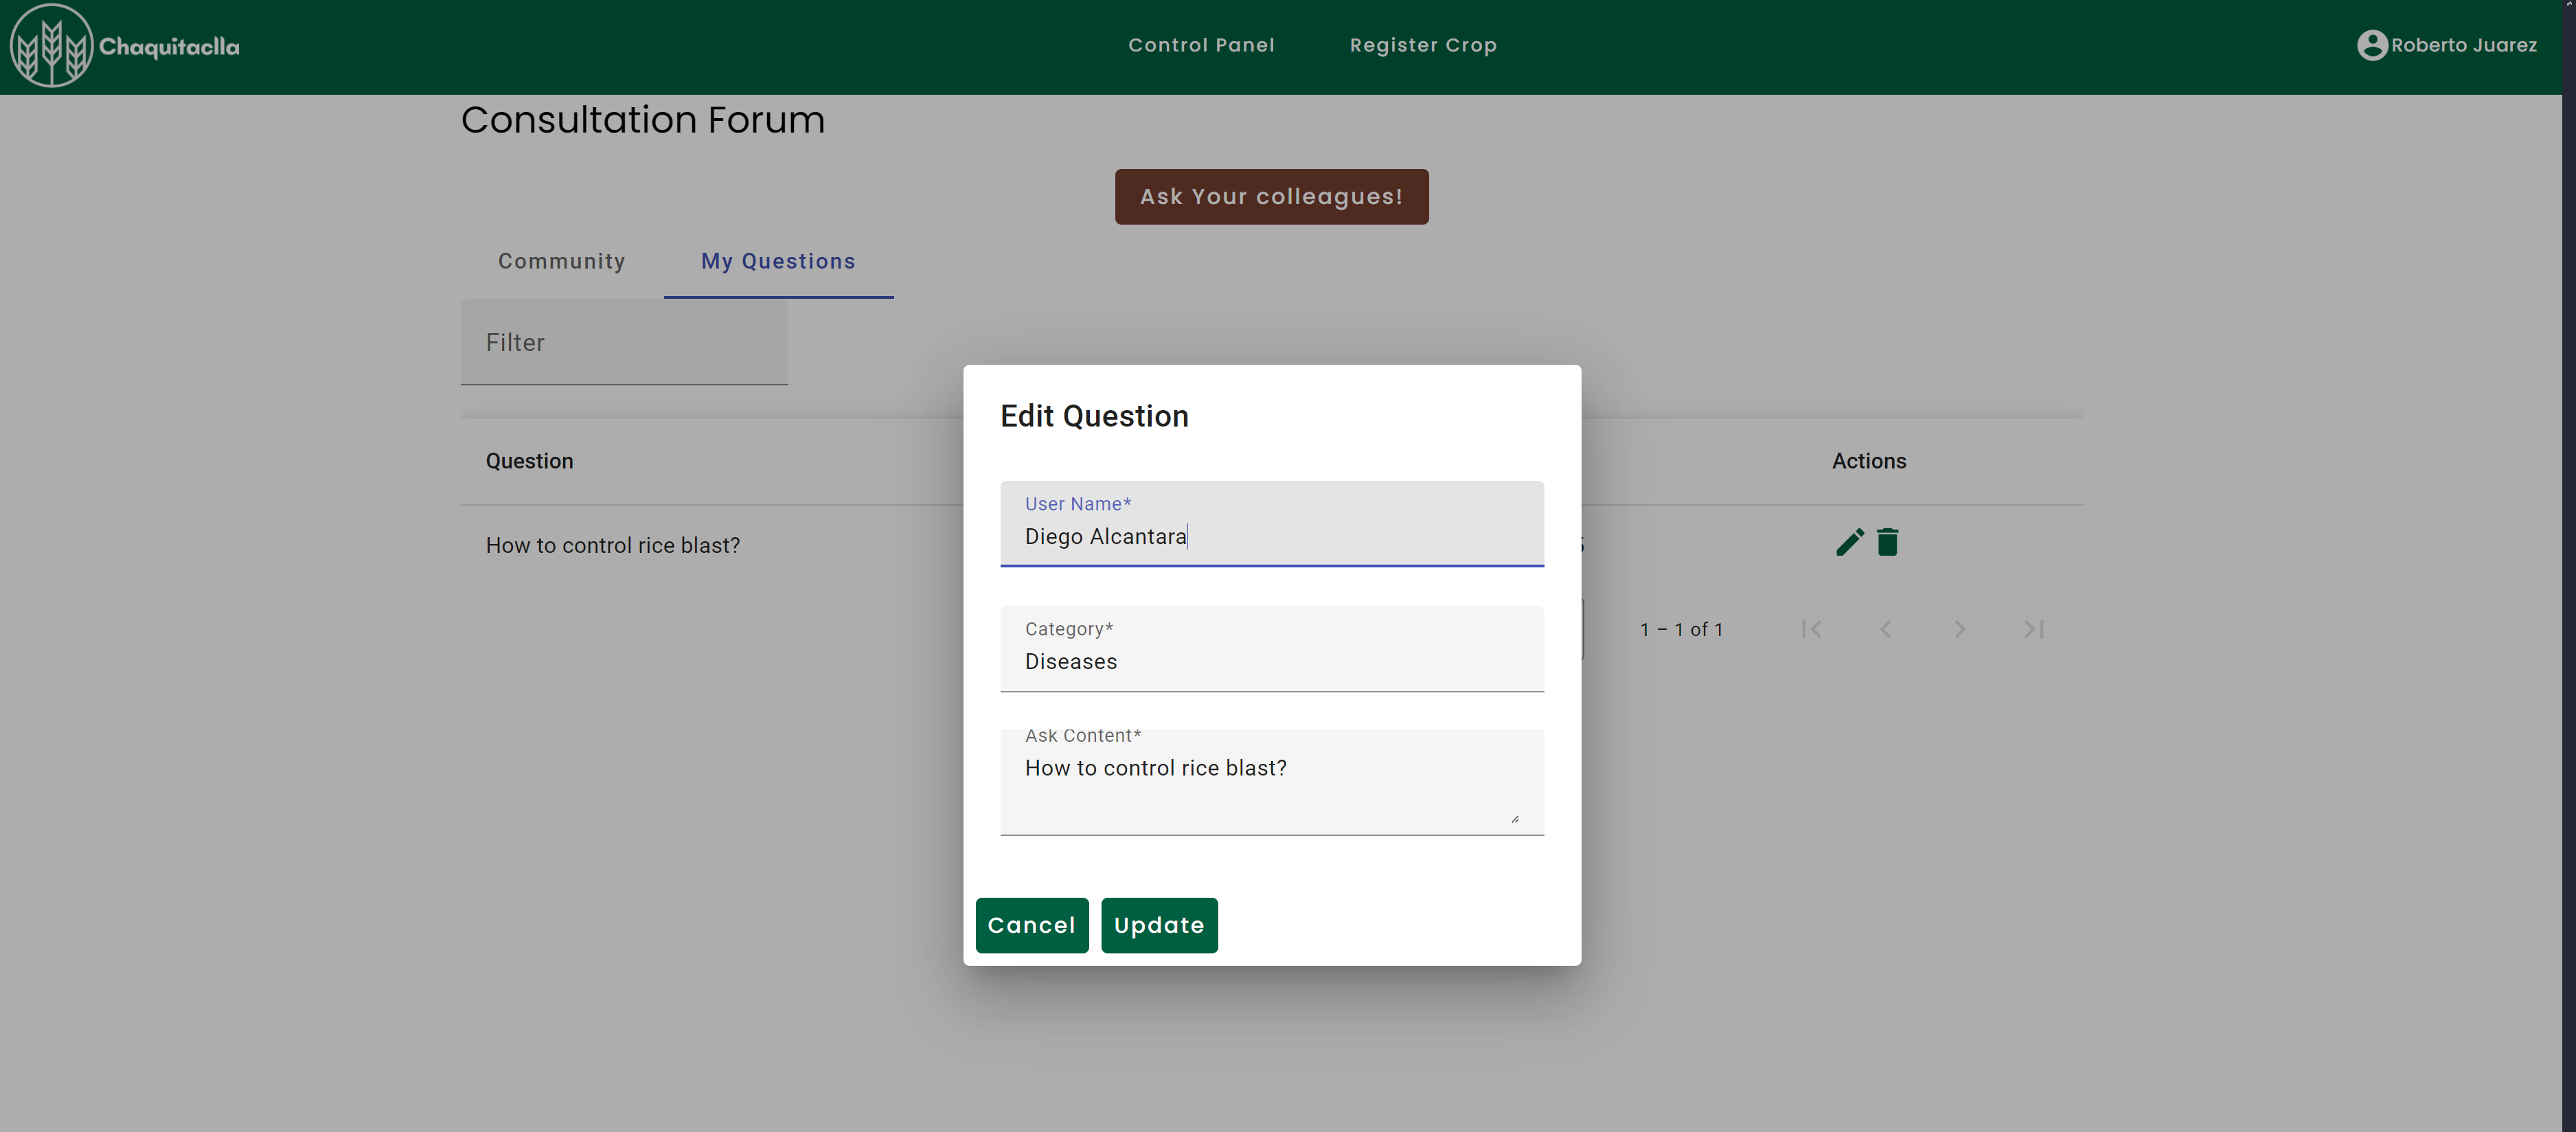 Chaquitaclla
Control Panel
Register Crop
Roberto Juarez
Consultation Forum
Ask Your colleagues!
Community
My Questions
Filter
Question
Actions
How to control rice blast?
1 – 1 of 1
Edit Question
User Name*
Diego Alcantara
Category*
Diseases
Ask Content*
How to control rice blast?
Cancel
Update